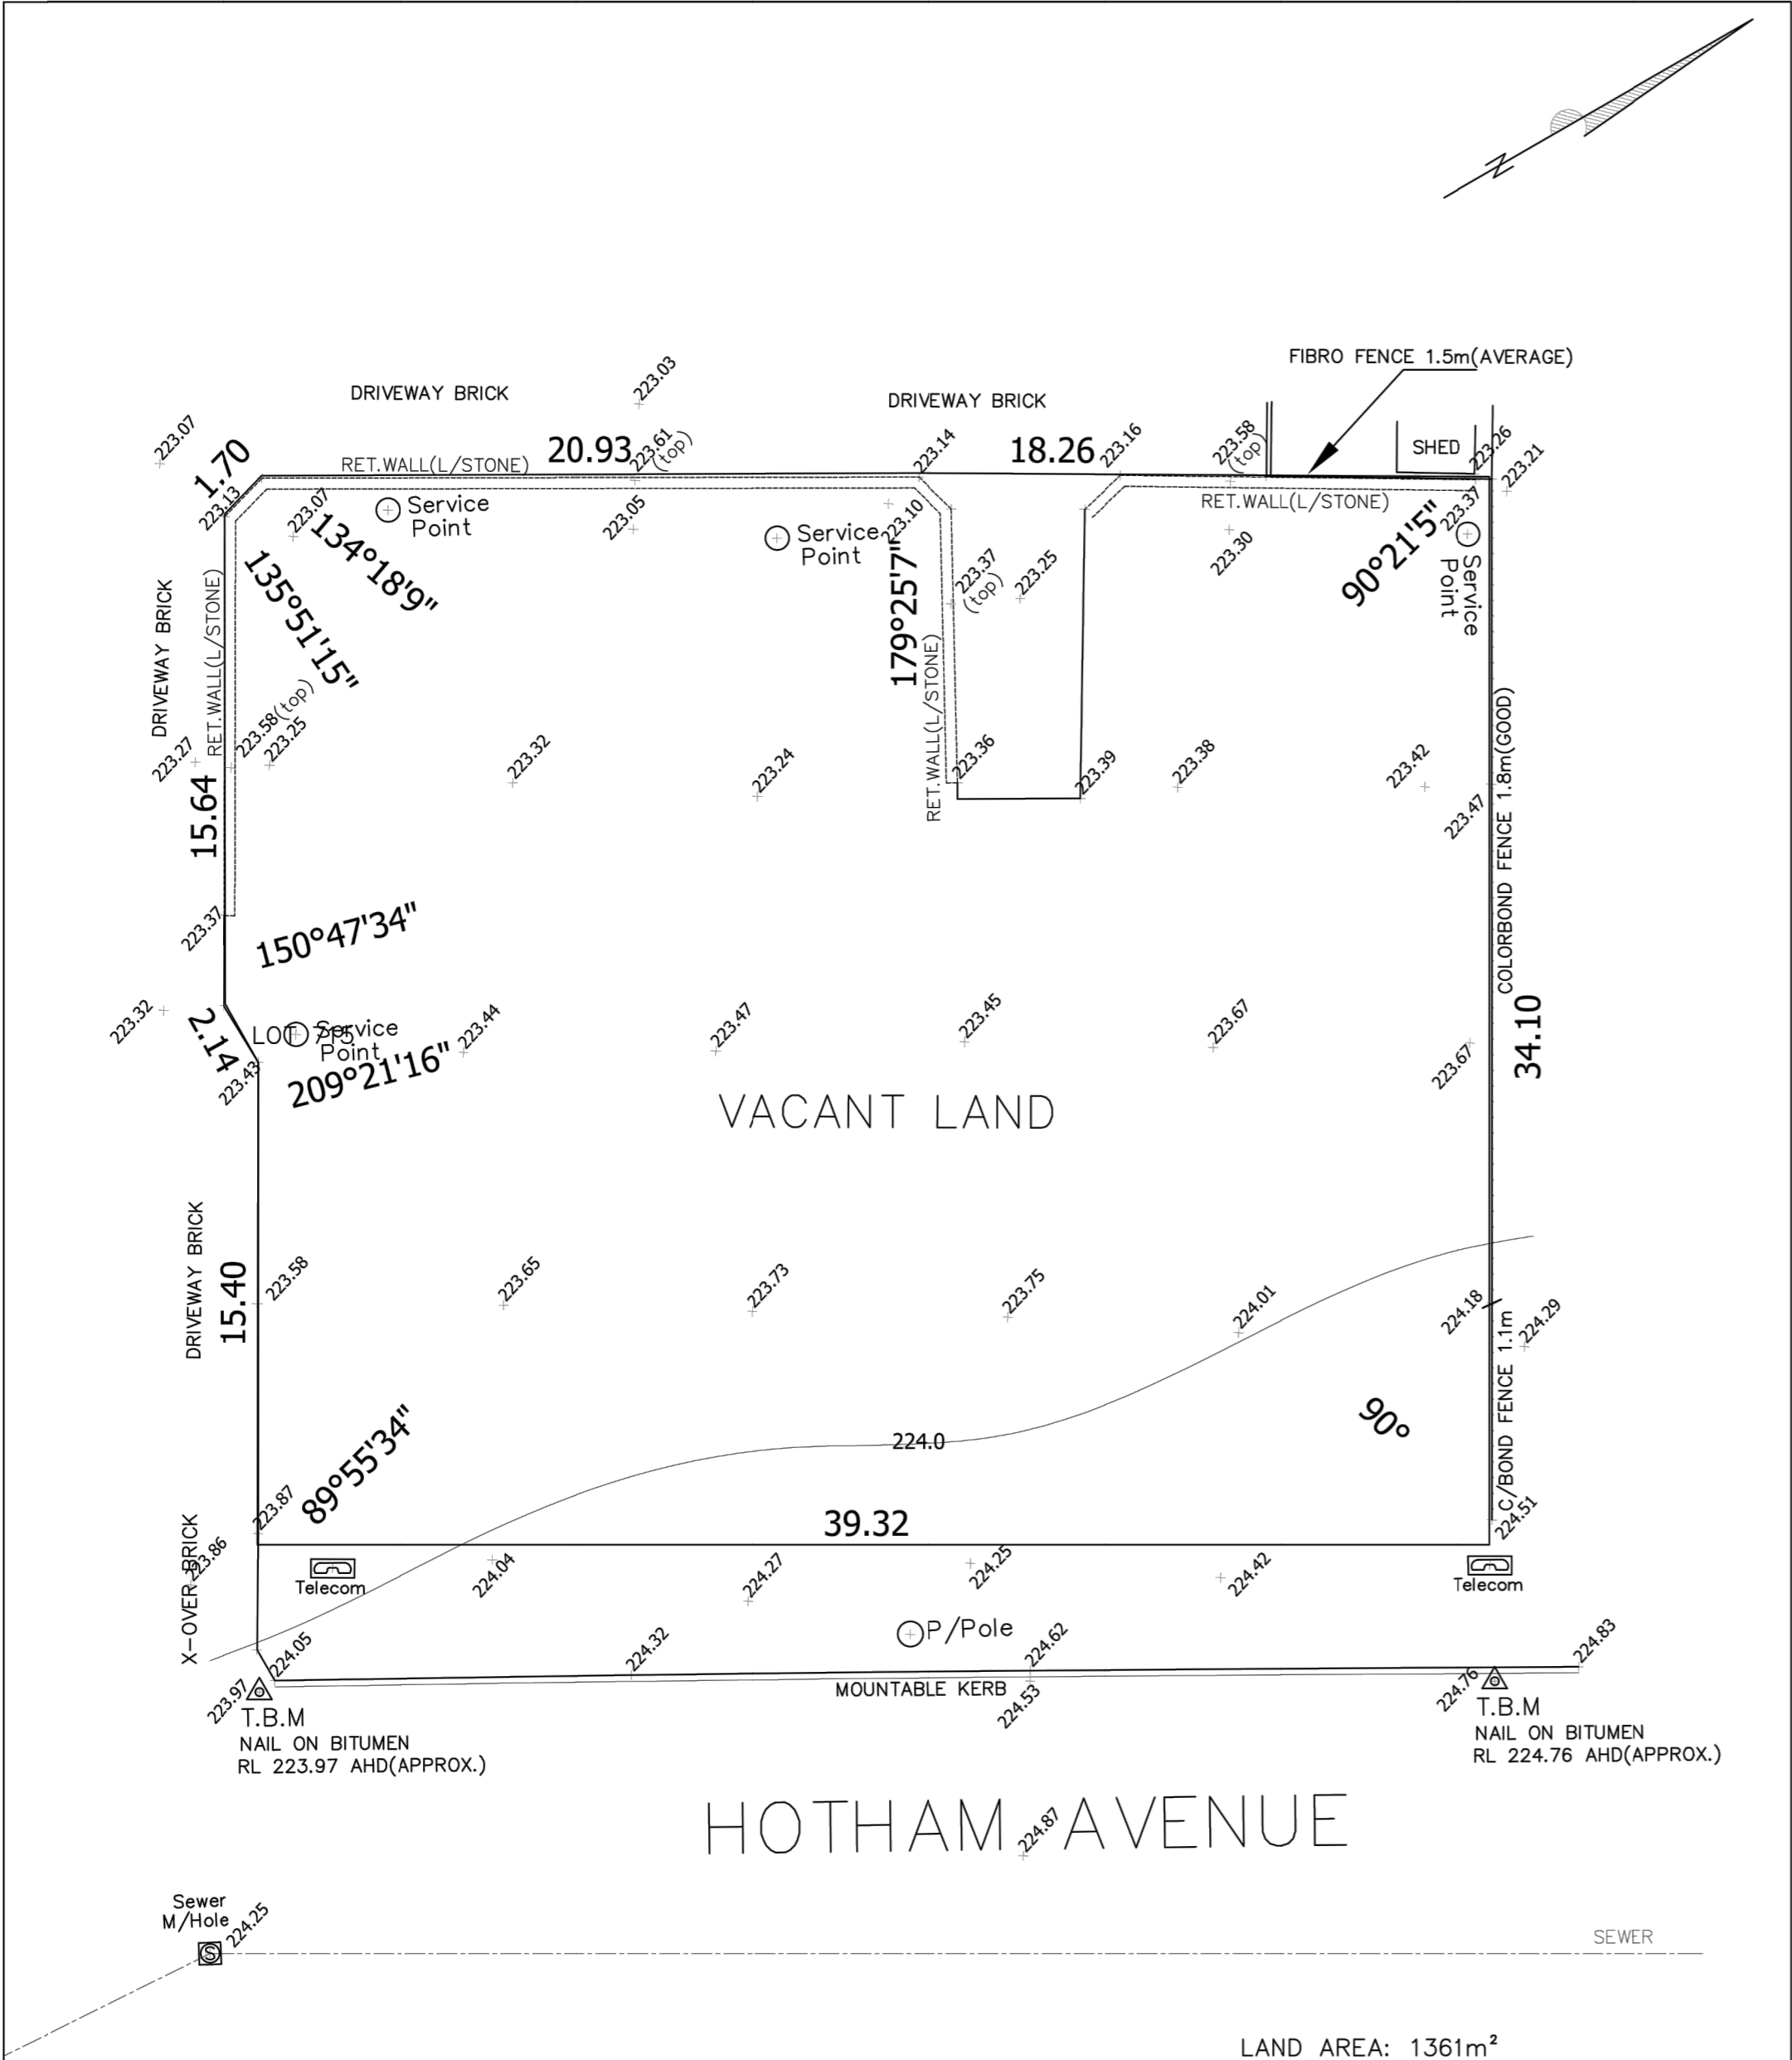 N
FIBRO FENCE 1.5m(AVERAGE)
DRIVEWAY BRICK
223.03
DRIVEWAY BRICK
223.07
1.70
RET.WALL(L/STONE)
20.93
223.61
(top)
223.14
18.26
223.16
223.58
(top)
SHED
223.26
223.21
223.13
223.07
Service
Point
223.05
Service
Point
223.10
RET.WALL(L/STONE)
223.30
223.37
90°21'5"
Service
Point
134°18'9"
135°51'15"
179°25'7"
223.37
(top)
223.25
DRIVEWAY BRICK
RET.WALL(L/STONE)
RET.WALL(L/STONE)
223.27
223.58(top)
223.25
223.32
223.24
223.36
223.39
223.38
223.42
223.47
COLORBOND FENCE 1.8m(GOOD)
15.64
223.37
150°47'34"
223.32
2.14
LOT 715
Service
Point
223.43
209°21'16"
223.44
223.47
223.45
223.67
223.67
34.10
VACANT LAND
DRIVEWAY BRICK
15.40
223.58
223.65
223.73
223.75
224.01
224.18
224.29
C/BOND FENCE 1.1m
90°
89°55'34"
224.0
223.87
39.32
224.51
X-OVER BRICK
223.86
Telecom
224.04
224.27
224.25
224.42
Telecom
P/Pole
224.05
224.32
224.62
224.83
223.97
MOUNTABLE KERB
224.53
224.76
T.B.M
NAIL ON BITUMEN
RL 223.97 AHD(APPROX.)
T.B.M
NAIL ON BITUMEN
RL 224.76 AHD(APPROX.)
HOTHAM AVENUE
224.87
Sewer
M/Hole
224.25
S
SEWER
LAND AREA: 1361m²